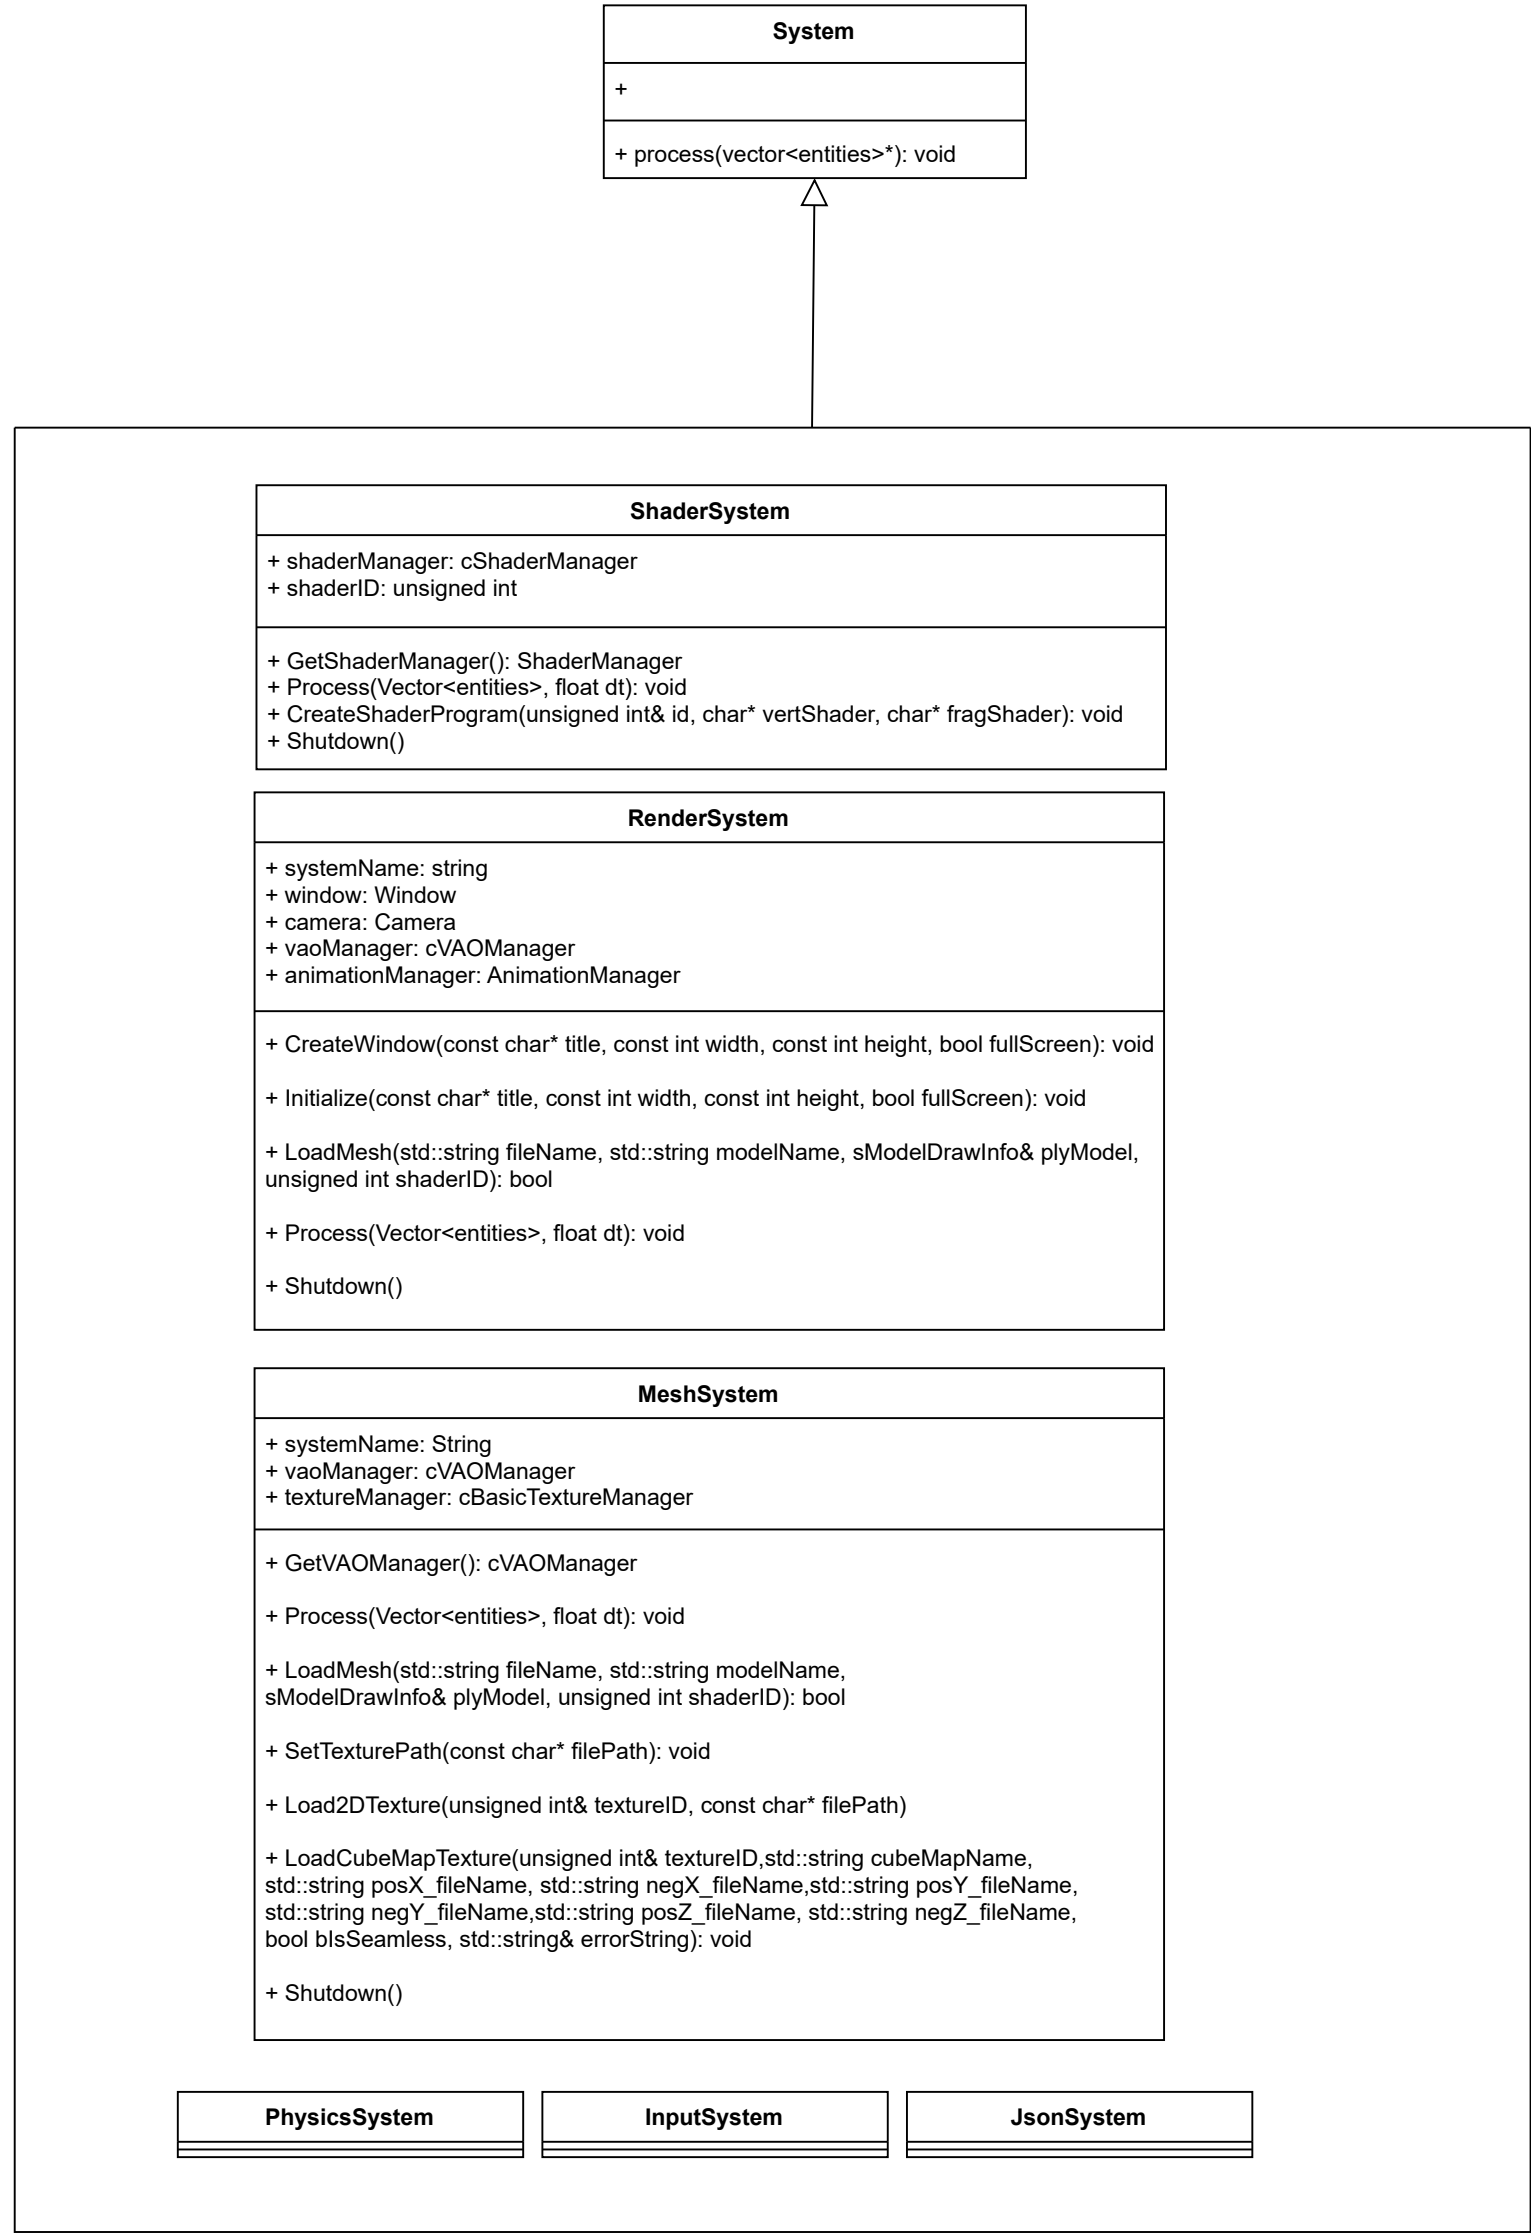 System
+
+ process(vector<entities>*): void
ShaderSystem
+ shaderManager: cShaderManager
+ shaderID: unsigned int
+ GetShaderManager(): ShaderManager
+ Process(Vector<entities>, float dt): void
+ CreateShaderProgram(unsigned int& id, char* vertShader, char* fragShader): void
+ Shutdown()
RenderSystem
+ systemName: string
+ window: Window
+ camera: Camera
+ vaoManager: cVAOManager
+ animationManager: AnimationManager
+ CreateWindow(const char* title, const int width, const int height, bool fullScreen): void
+ Initialize(const char* title, const int width, const int height, bool fullScreen): void
+ LoadMesh(std::string fileName, std::string modelName, sModelDrawInfo& plyModel,
unsigned int shaderID): bool
+ Process(Vector<entities>, float dt): void
+ Shutdown()
MeshSystem
+ systemName: String
+ vaoManager: cVAOManager
+ textureManager: cBasicTextureManager
+ GetVAOManager(): cVAOManager
+ Process(Vector<entities>, float dt): void
+ LoadMesh(std::string fileName, std::string modelName,
sModelDrawInfo& plyModel, unsigned int shaderID): bool
+ SetTexturePath(const char* filePath): void
+ Load2DTexture(unsigned int& textureID, const char* filePath)
+ LoadCubeMapTexture(unsigned int& textureID,std::string cubeMapName,
std::string posX_fileName, std::string negX_fileName,std::string posY_fileName,
std::string negY_fileName,std::string posZ_fileName, std::string negZ_fileName,
bool bIsSeamless, std::string& errorString): void
+ Shutdown()
PhysicsSystem
InputSystem
JsonSystem